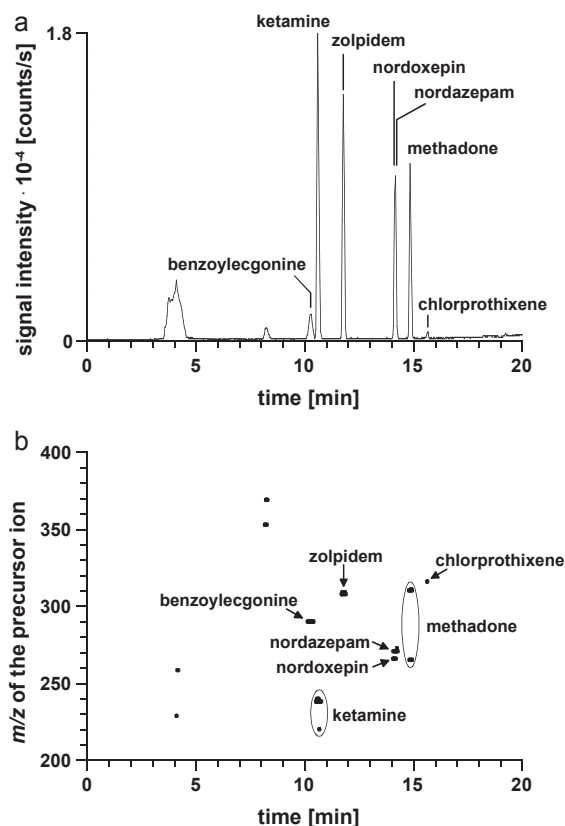 a
signal intensity · 10⁻⁴ [counts/s]
1.8
0
ketamine
zolpidem
nordoxepin
nordazepam
methadone
benzoylecgonine
chlorprothixene
0 5 10 15 20
time [min]
b
m/z of the precursor ion
400
350
300
250
200
zolpidem
chlorprothixene
benzoylecgonine
methadone
nordazepam
nordoxepin
ketamine
0 5 10 15 20
time [min]